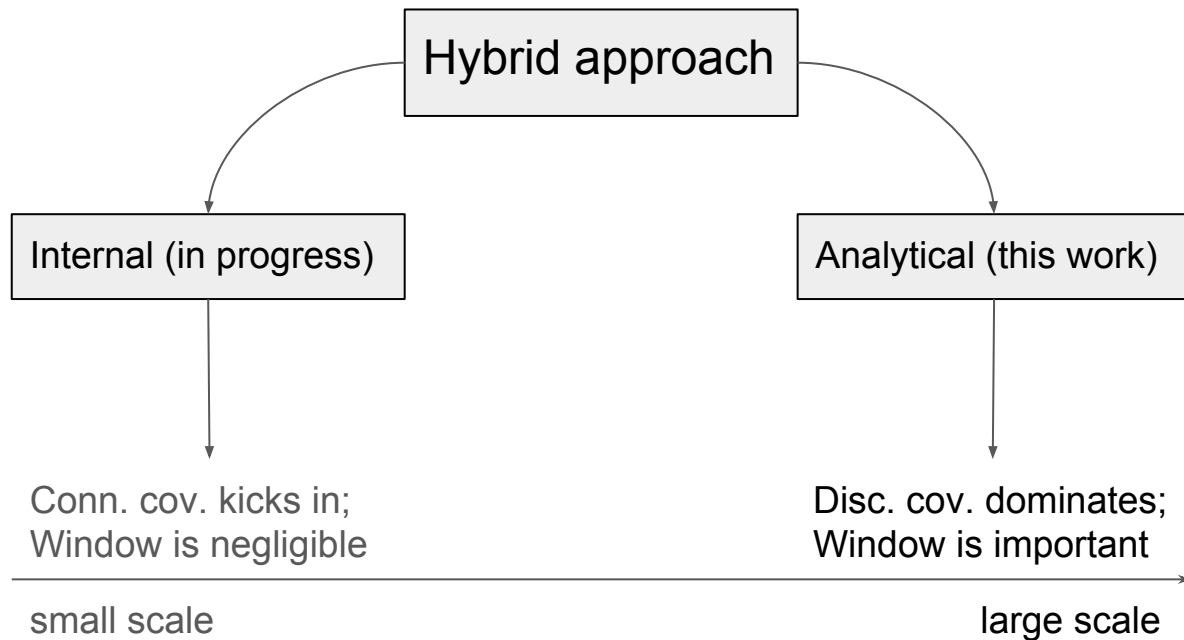 Hybrid approach
Internal (in progress)
Analytical (this work)
Conn. cov. kicks in;
Window is negligible
Disc. cov. dominates;
Window is important
small scale
large scale